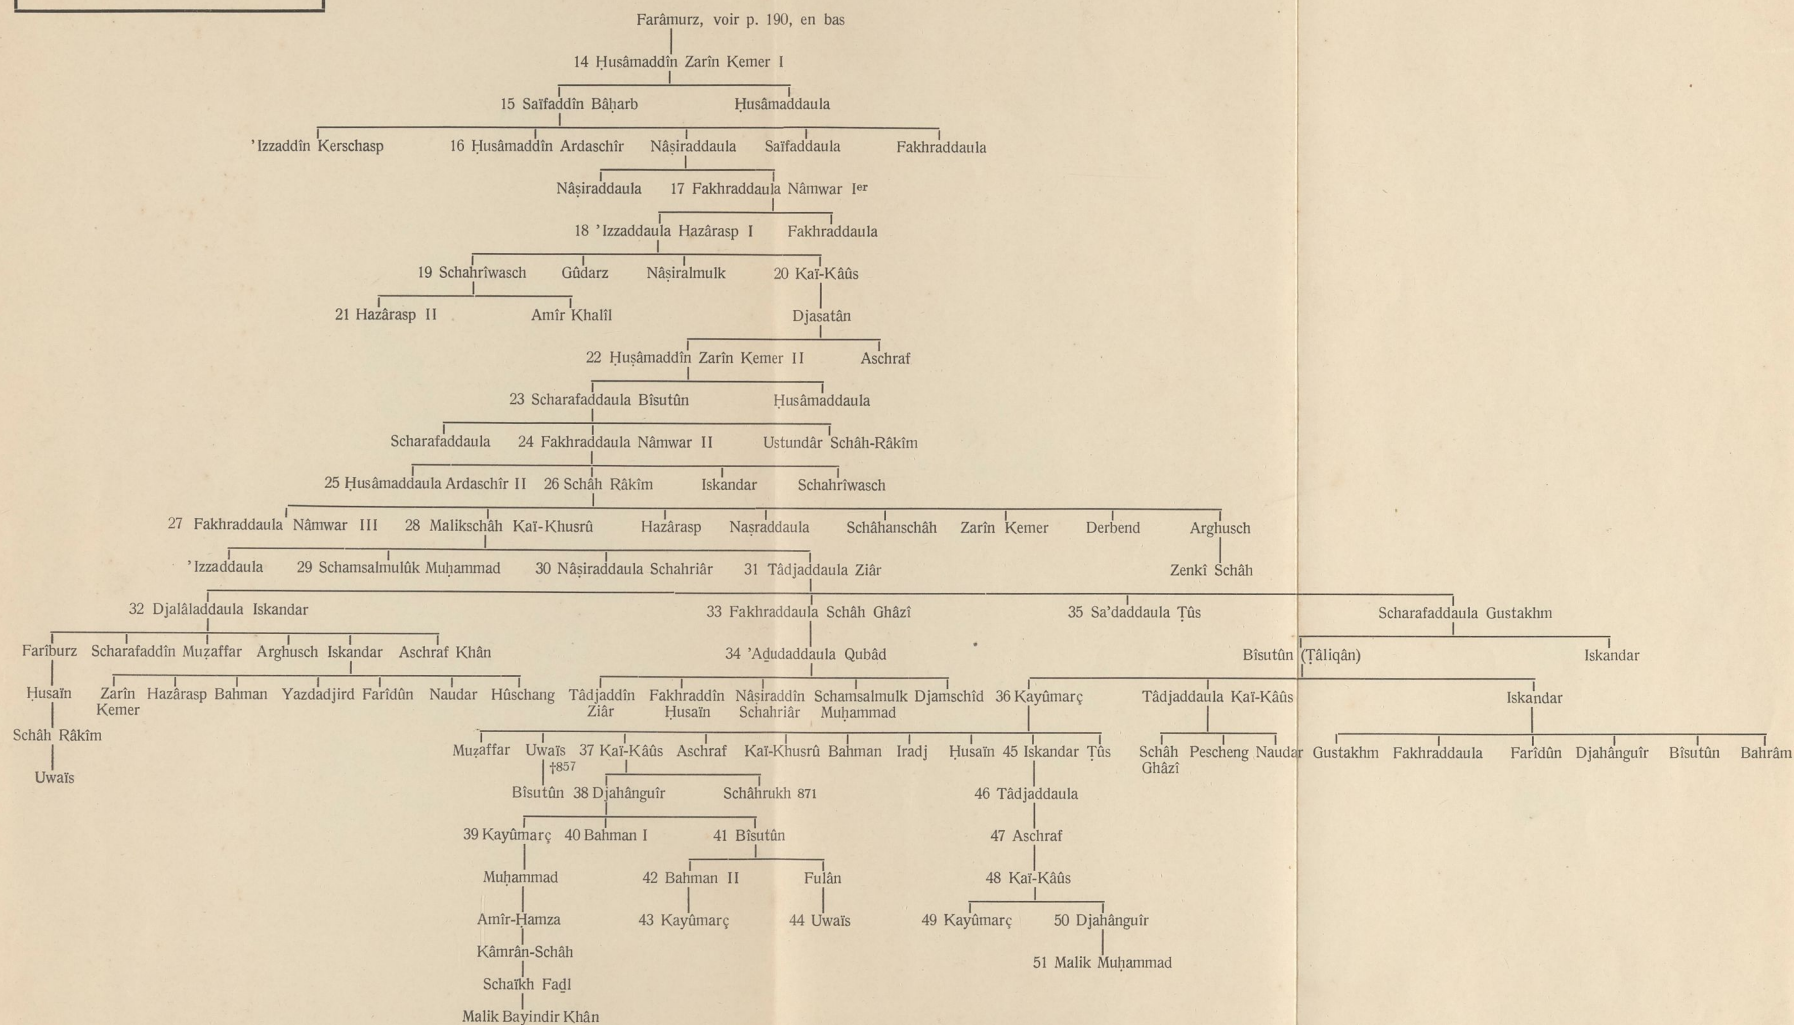 Farâmurz, voir p. 190, en bas
14 Ḥusâmaddîn Zarîn Kemer I
15 Saïfaddîn Bâḥarb Ḥusâmaddaula
’Izzaddîn Kerschasp 16 Ḥusâmaddîn Ardaschîr Nâṣiraddaula Saïfaddaula Fakhraddaula
Nâṣiraddaula 17 Fakhraddaula Nâmwar Iᵉʳ
18 ’Izzaddaula Hazârasp I Fakhraddaula
19 Schahrîwasch Gûdarz Nâṣiralmulk 20 Kaï-Kâûs
21 Hazârasp II Amîr Khalîl Djasatân
22 Ḥuṣâmaddîn Zarîn Kemer II Aschraf
23 Scharafaddaula Bîsutûn Ḥusâmaddaula
Scharafaddaula 24 Fakhraddaula Nâmwar II Ustundâr Schâh-Râkîm
25 Ḥusâmaddaula Ardaschîr II 26 Schâh Râkîm Iskandar Schahrîwasch
27 Fakhraddaula Nâmwar III 28 Malikschâh Kaï-Khusrû Hazârasp Naṣraddaula Schâhanschâh Zarîn Kemer Derbend Arghusch
’Izzaddaula 29 Schamsalmulûk Muḥammad 30 Nâṣiraddaula Schahriâr 31 Tâdjaddaula Ziâr Zenkî Schâh
32 Djalâladdaula Iskandar 33 Fakhraddaula Schâh Ghâzî 35 Sa’daddaula Ṭûs Scharafaddaula Gustakhm
Farîburz Scharafaddîn Muẓaffar Arghusch Iskandar Aschraf Khân 34 ’Aḍudaddaula Qubâd Bîsutûn (Ṭâliqân) Iskandar
Ḥusaïn Zarîn Hazârasp Bahman Yazdadjird Farîdûn Naudar Hûschang Tâdjaddîn Fakhraddîn Nâṣiraddîn Schamsalmulk Djamschîd 36 Kayûmarç Tâdjaddaula Kaï-Kâûs Iskandar
Kemer Ziâr Ḥusaïn Schahriâr Muḥammad
Schâh Râkîm Muẓaffar Uwaïs 37 Kaï-Kâûs Aschraf Kaï-Khusrû Bahman Iradj Ḥusaïn 45 Iskandar Ṭûs Schâh Pescheng Naudar Gustakhm Fakhraddaula Farîdûn Djahânguîr Bîsutûn Bahrâm
†857 Ghâzî
Uwaïs
Bîsutûn 38 Djahânguîr Schâhrukh 871 46 Tâdjaddaula
39 Kayûmarç 40 Bahman I 41 Bîsutûn 47 Aschraf
Muḥammad 42 Bahman II Fulân 48 Kaï-Kâûs
Amîr-Ḥamza 43 Kayûmarç 44 Uwaïs 49 Kayûmarç 50 Djahânguîr
Kâmrân-Schâh
51 Malik Muḥammad
Schaïkh Faḍl
Malik Bayindir Khân